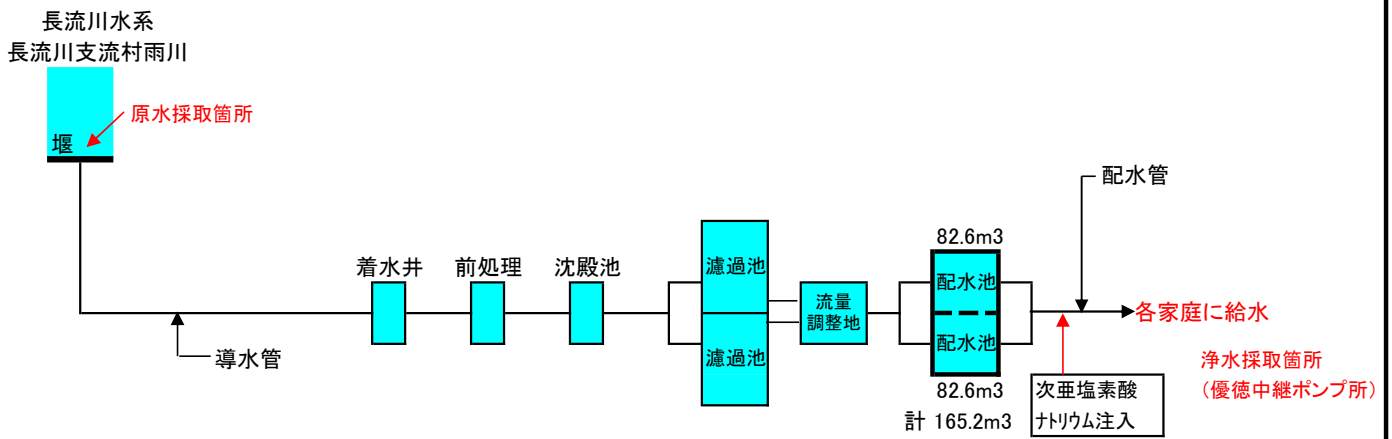 長流川水系
長流川支流村雨川
原水採取箇所
堰
導水管
着水井
前処理
沈殿池
濾過池
濾過池
流量
調整地
82.6m3
配水池
配水池
82.6m3
計 165.2m3
配水管
各家庭に給水
次亜塩素酸
ナトリウム注入
浄水採取箇所
（優徳中継ポンプ所）